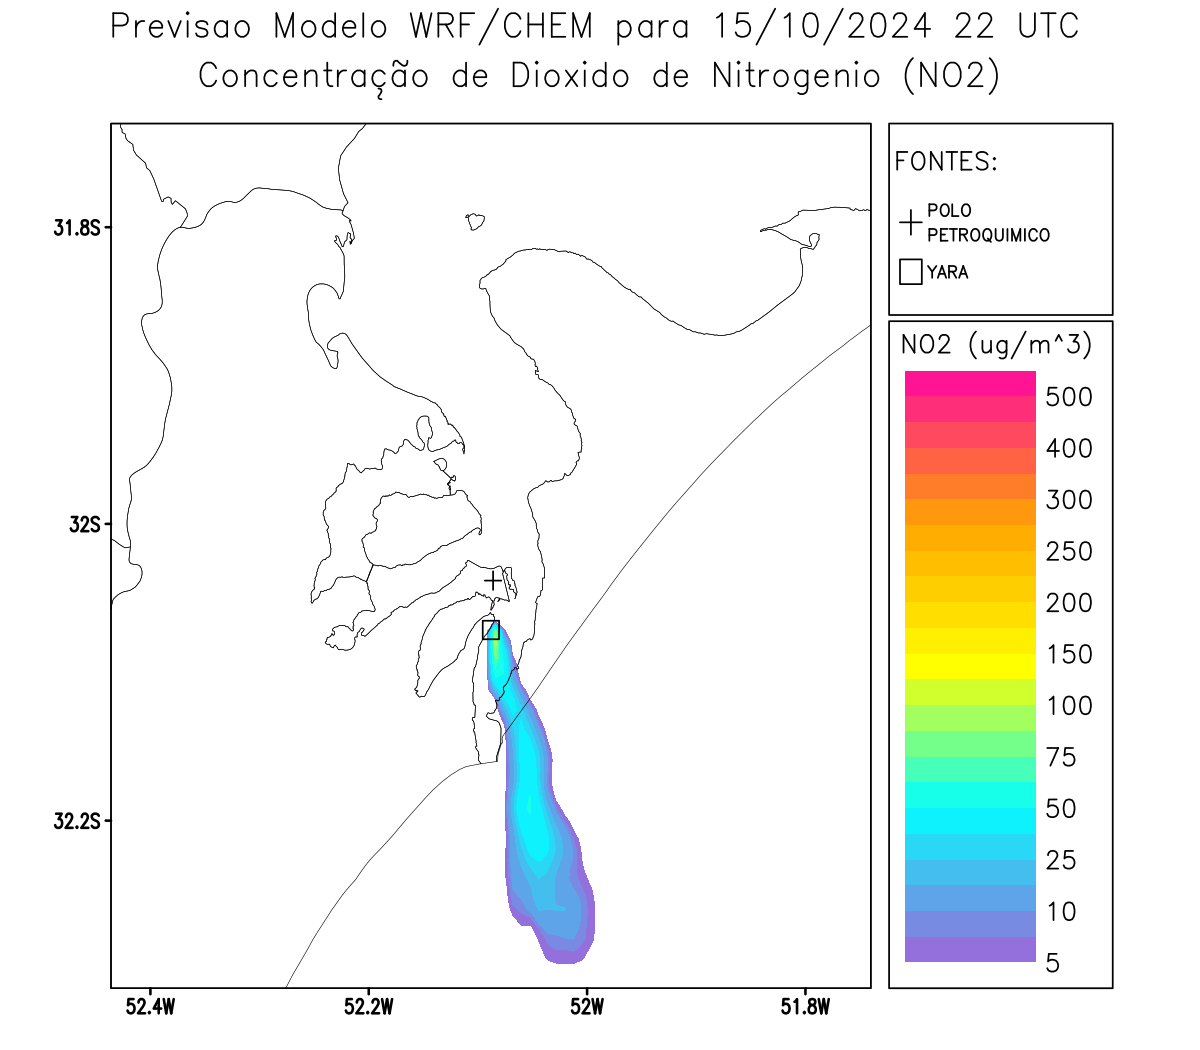 Previsao Modelo WRF/CHEM para 15/10/2024 22 UTC
Concentração de Dioxido de Nitrogenio (NO2)
FONTES:
POLO
PETROQUIMICO
YARA
NO2 (ug/m^3)
500
400
300
250
200
150
100
75
50
25
10
5
31.8S
32S
32.2S
52.4W
52.2W
52W
51.8W